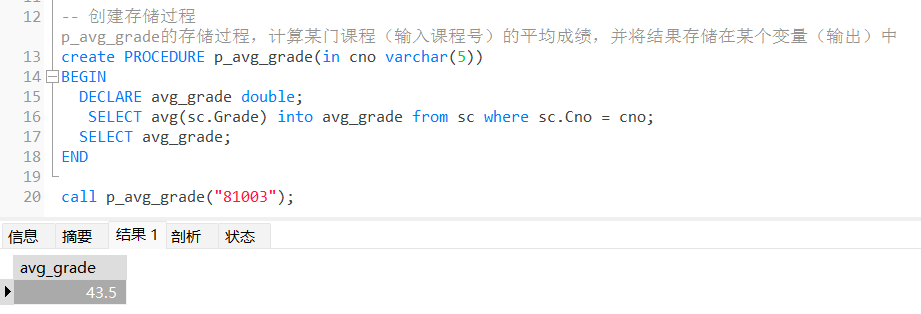 12 -- 创建存储过程
p_avg_grade的存储过程，计算某门课程（输入课程号）的平均成绩，并将结果存储在某个变量（输出）中
13 create PROCEDURE p_avg_grade(in cno varchar(5))
14 BEGIN
15 DECLARE avg_grade double;
16 SELECT avg(sc.Grade) into avg_grade from sc where sc.Cno = cno;
17 SELECT avg_grade;
18 END
19
20 call p_avg_grade("81003");
信息 摘要 结果 1 剖析 状态
avg_grade
43.5